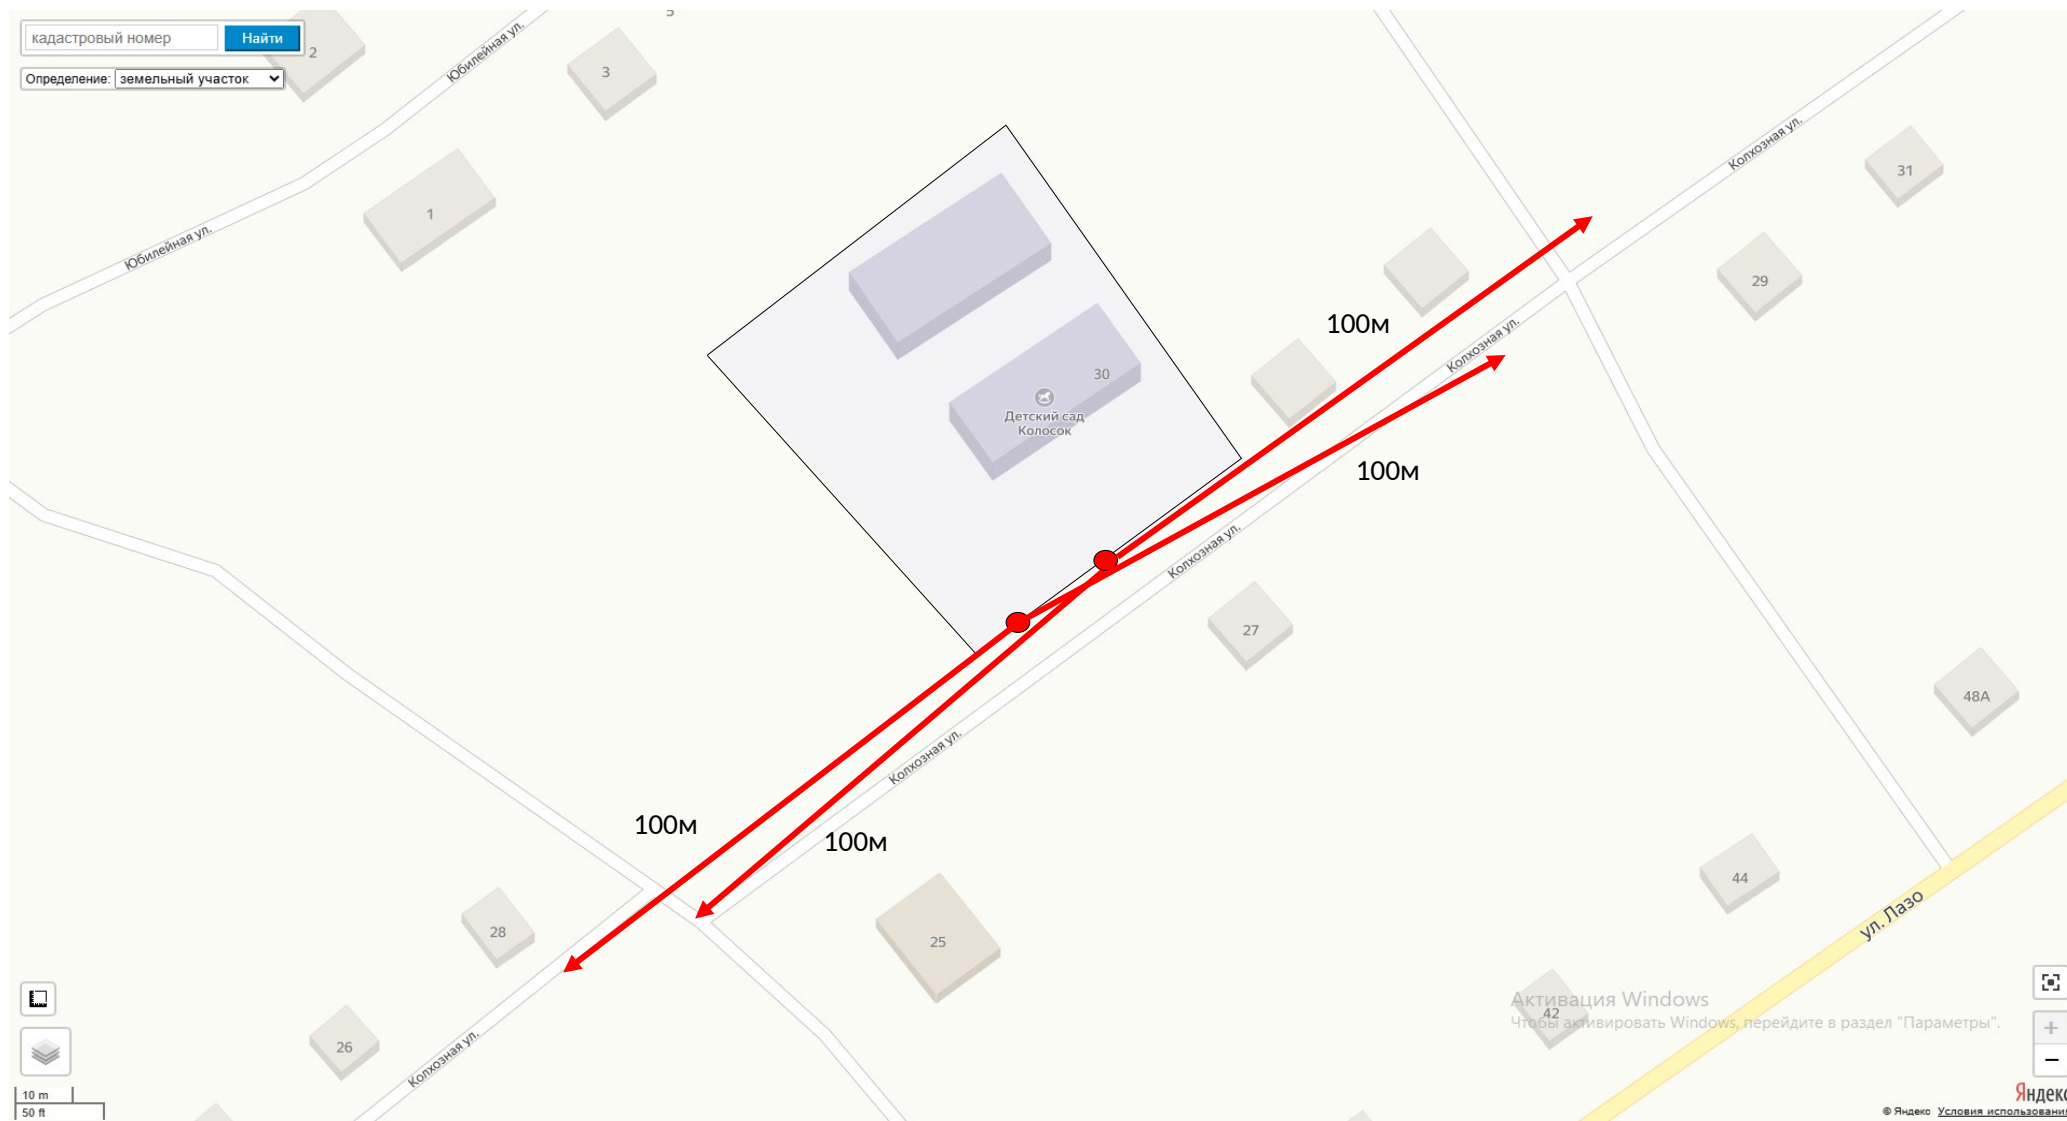 5
кадастровый номер
Найти
2
Юбилейная ул.
3
Определение: земельный участок
Колхозная ул.
31
1
Юбилейная ул.
29
100м
Колхозная ул.
30
Детский сад
Колосок
100м
Колхозная ул.
27
48А
Колхозная ул.
100м
100м
44
ул. Лазо
28
25
Активация Windows
42
Чтобы активировать Windows, перейдите в раздел "Параметры".
26
Колхозная ул.
10 m
50 ft
+
−
Яндекс
© Яндекс Условия использования